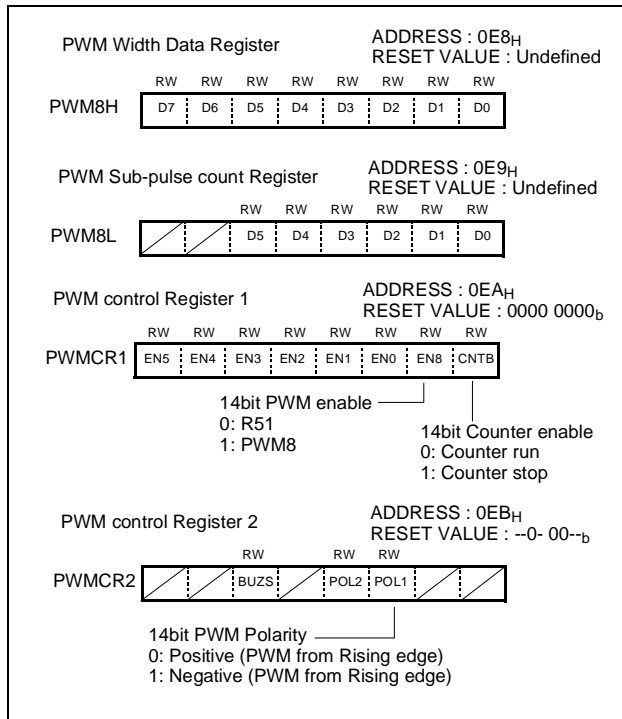 PWM Width Data Register
ADDRESS : 0E8H
RESET VALUE : Undefined
RW RW RW RW RW RW RW RW
PWM8H D7 D6 D5 D4 D3 D2 D1 D0
PWM Sub-pulse count Register
ADDRESS : 0E9H
RESET VALUE : Undefined
RW RW RW RW RW RW
PWM8L D5 D4 D3 D2 D1 D0
PWM control Register 1
ADDRESS : 0EAH
RESET VALUE : 0000 0000b
RW RW RW RW RW RW RW RW
PWMCR1 EN5 EN4 EN3 EN2 EN1 EN0 EN8 CNTB
14bit PWM enable
0: R51
1: PWM8
14bit Counter enable
0: Counter run
1: Counter stop
PWM control Register 2
ADDRESS : 0EBH
RESET VALUE : --0- 00--b
RW RW RW
PWMCR2 BUZS POL2 POL1
14bit PWM Polarity
0: Positive (PWM from Rising edge)
1: Negative (PWM from Rising edge)